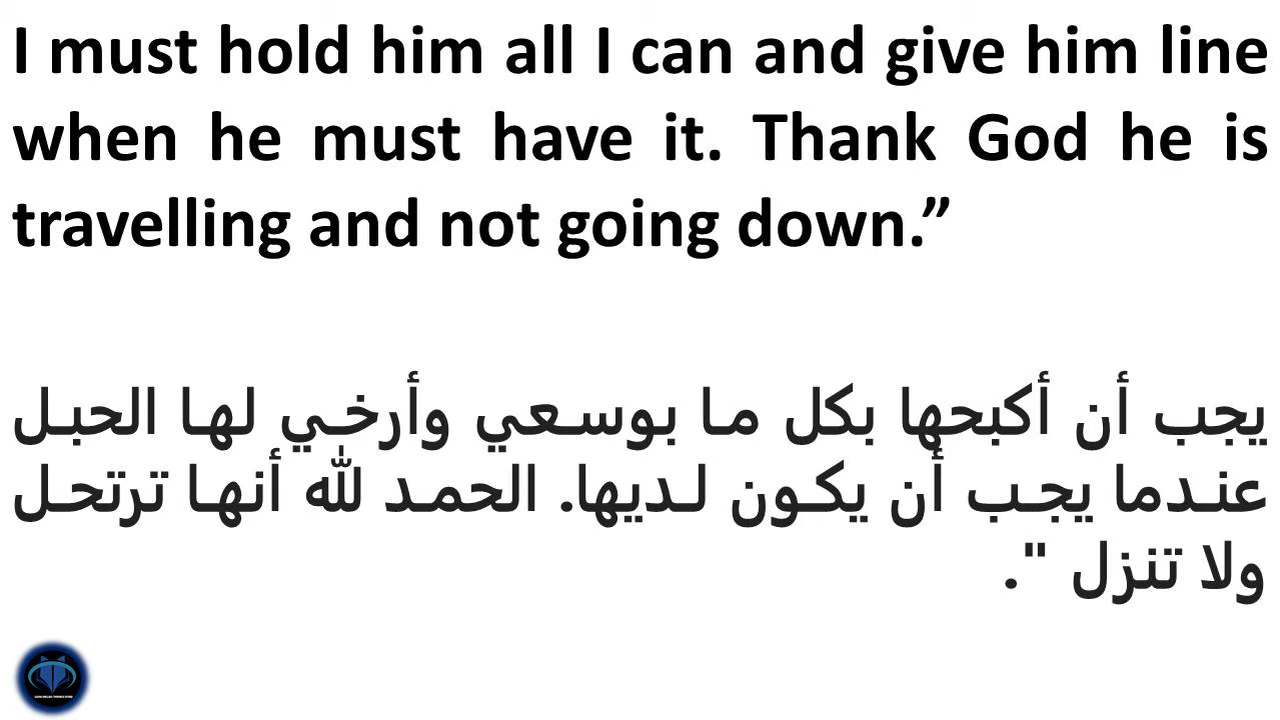 I must hold him all I can and give him line
when he must have it. Thank God he is
travelling and not going down.”
يجب أن أكبحها بكل ما بوسعي وأرخي لها الحبل
عندما يجب أن يكون لديها. الحمد لله أنها ترتحل
ولا تنزل ".